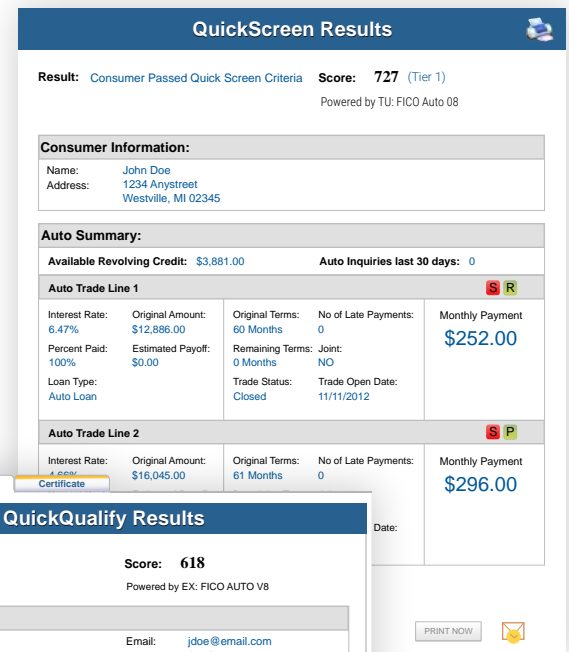 QuickScreen Results
Result: Consumer Passed Quick Screen Criteria Score: 727 (Tier 1)
Powered by TU: FICO Auto 08
Consumer Information:
Name: John Doe
Address: 1234 Anystreet
Westville, MI 02345
Auto Summary:
Available Revolving Credit: $3,881.00 Auto Inquiries last 30 days: 0
Auto Trade Line 1 S R
Interest Rate: Original Amount: Original Terms: No of Late Payments: Monthly Payment
6.47% $12,886.00 60 Months 0 $252.00
Percent Paid: Estimated Payoff: Remaining Terms: Joint:
100% $0.00 0 Months NO
Loan Type: Trade Status: Trade Open Date:
Auto Loan Closed 11/11/2012
Auto Trade Line 2 S P
Interest Rate: Original Amount: Original Terms: No of Late Payments: Monthly Payment
4.66% $16,045.00 61 Months 0 $296.00
Date:
PRINT NOW
Certificate
QuickQualify Results
Score: 618
Powered by EX: FICO AUTO V8
Email: jdoe@email.com